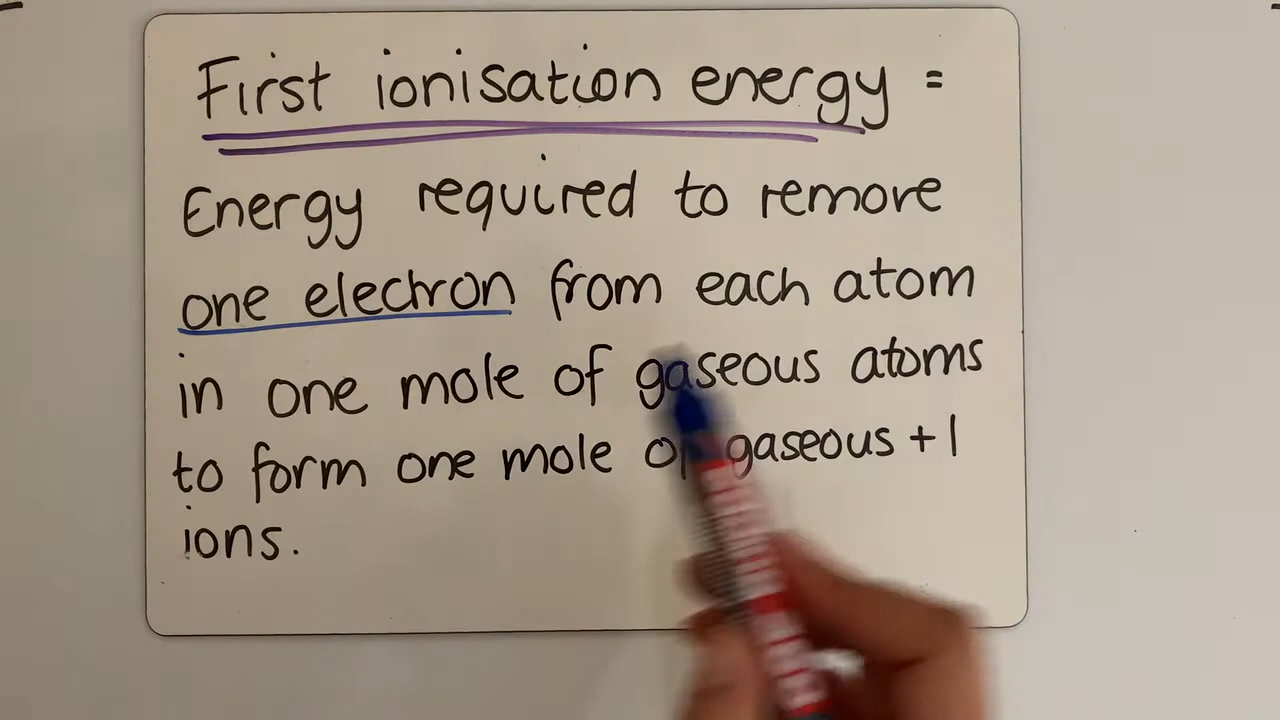 First ionisation energy =
Energy required to remove
one electron from each atom
in one mole of gaseous atoms
to form one mole of gaseous +1
ions.